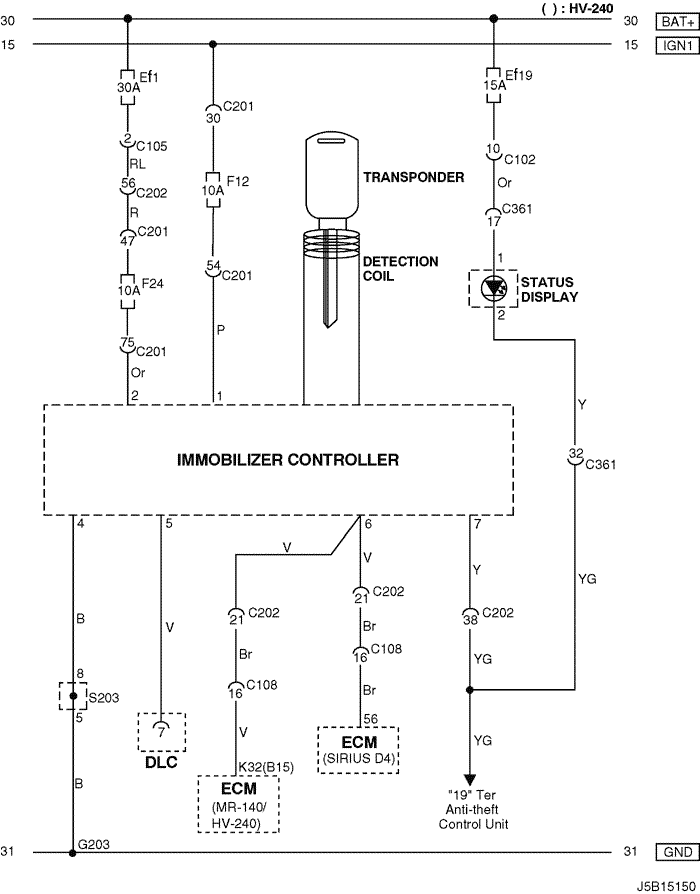 ( ) : HV-240
30
30
BAT+
15
15
IGN1
Ef1
30A
2
C105
RL
56
C202
R
47
C201
10A
F24
75
C201
Or
2
C201
30
F12
10A
54
C201
P
1
TRANSPONDER
DETECTION
COIL
Ef19
15A
10
C102
Or
C361
17
1
STATUS
DISPLAY
2
Y
32
C361
YG
IMMOBILIZER CONTROLLER
4
5
6
7
B
8
S203
5
B
G203
V
7
DLC
V
C202
21
Br
C108
16
V
K32(B15)
ECM
(MR-140/
HV-240)
V
C202
21
Br
C108
16
Br
56
ECM
(SIRIUS D4)
Y
C202
38
YG
YG
"19" Ter
Anti-theft
Control Unit
31
31
GND
J5B15150